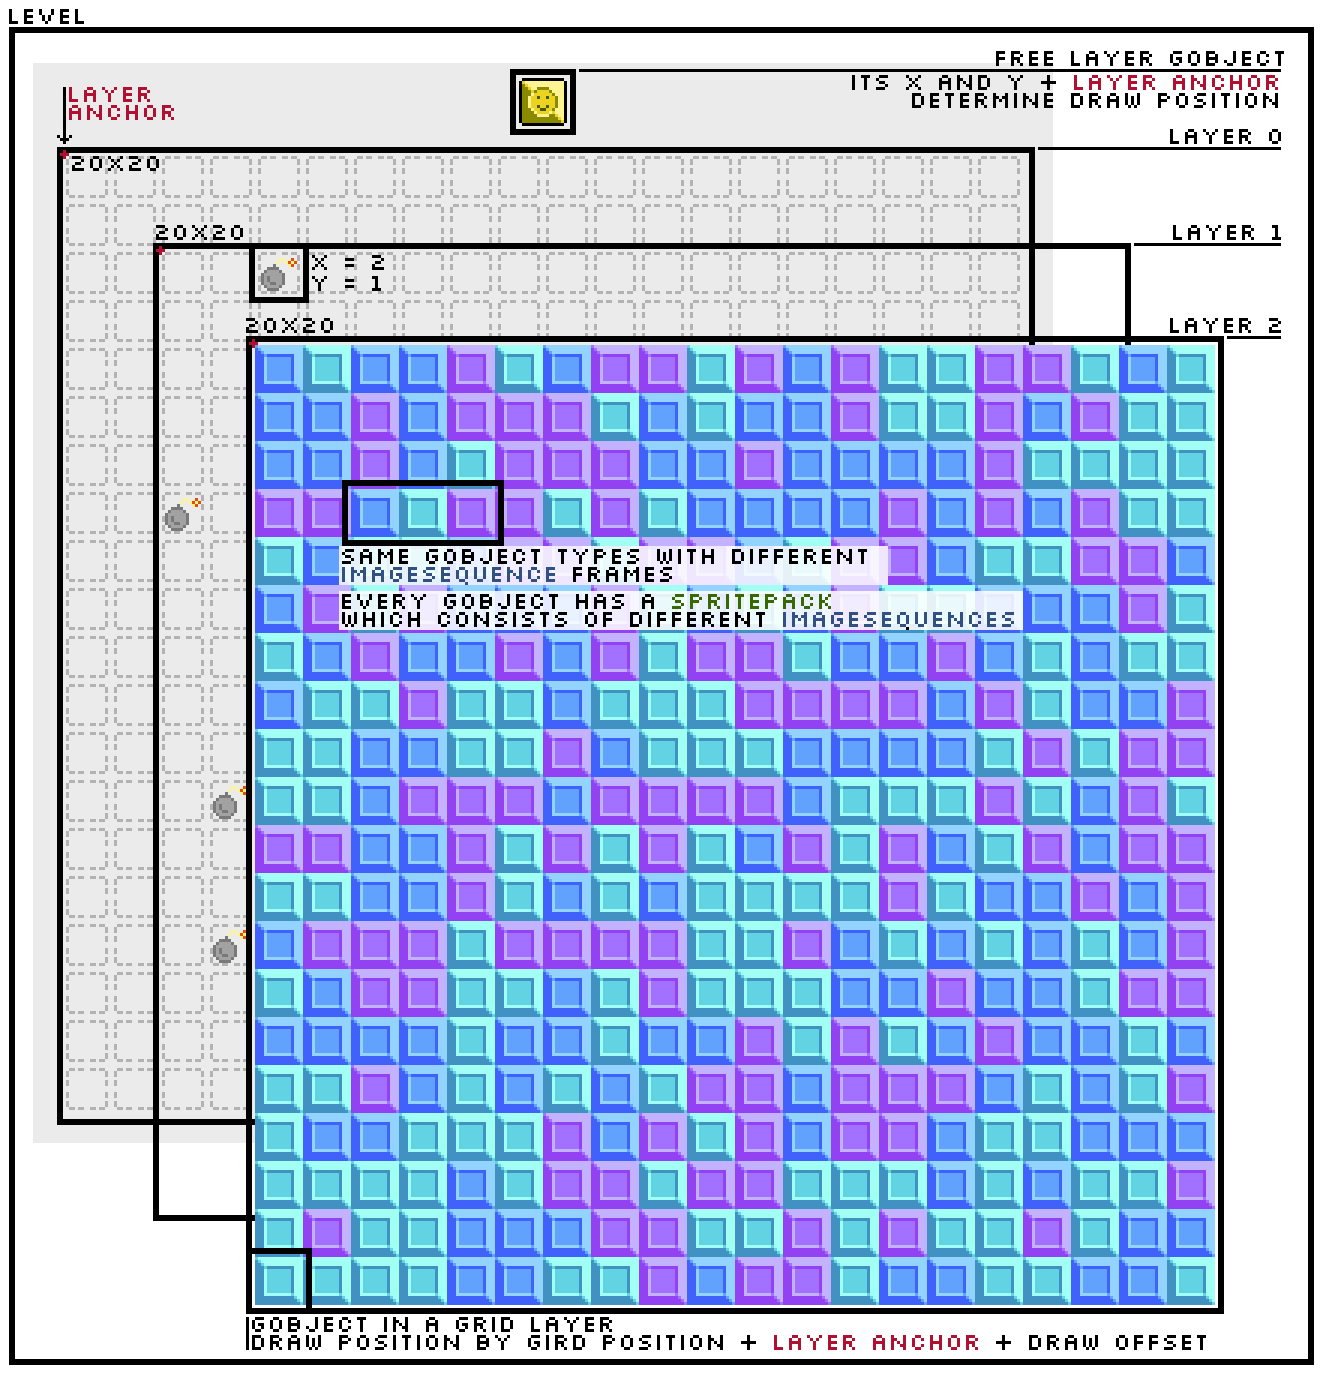 LEVEL
FREE LAYER GOBJECT
ITS X AND Y + LAYER ANCHOR
DETERMINE DRAW POSITION
LAYER
ANCHOR
LAYER 0
20X20
LAYER 1
20X20
X = 2
Y = 1
LAYER 2
20X20
SAME GOBJECT TYPES WITH DIFFERENT
IMAGESEQUENCE FRAMES
EVERY GOBJECT HAS A SPRITEPACK
WHICH CONSISTS OF DIFFERENT IMAGESEQUENCES
GOBJECT IN A GRID LAYER
DRAW POSITION BY GIRD POSITION + LAYER ANCHOR + DRAW OFFSET